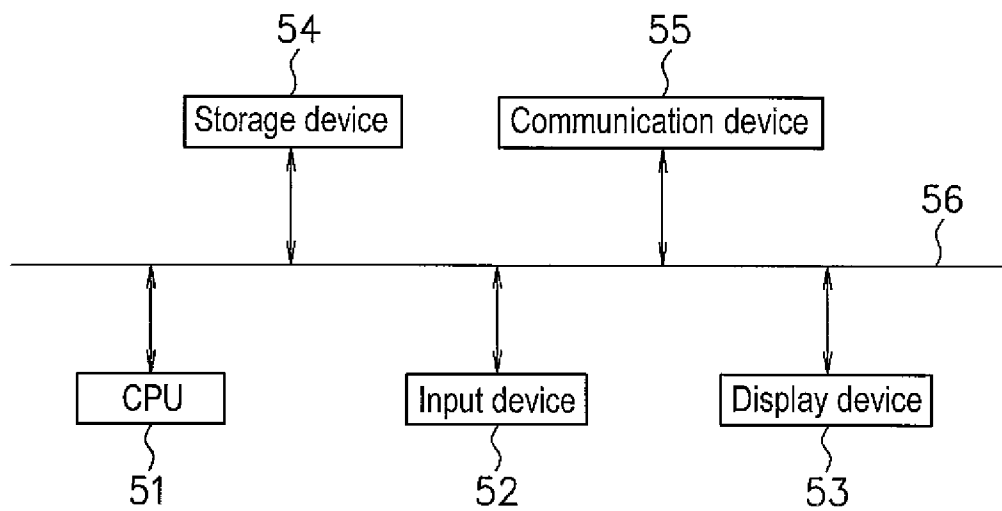 54
55
Storage device
Communication device
56
CPU
Input device
Display device
51
52
53